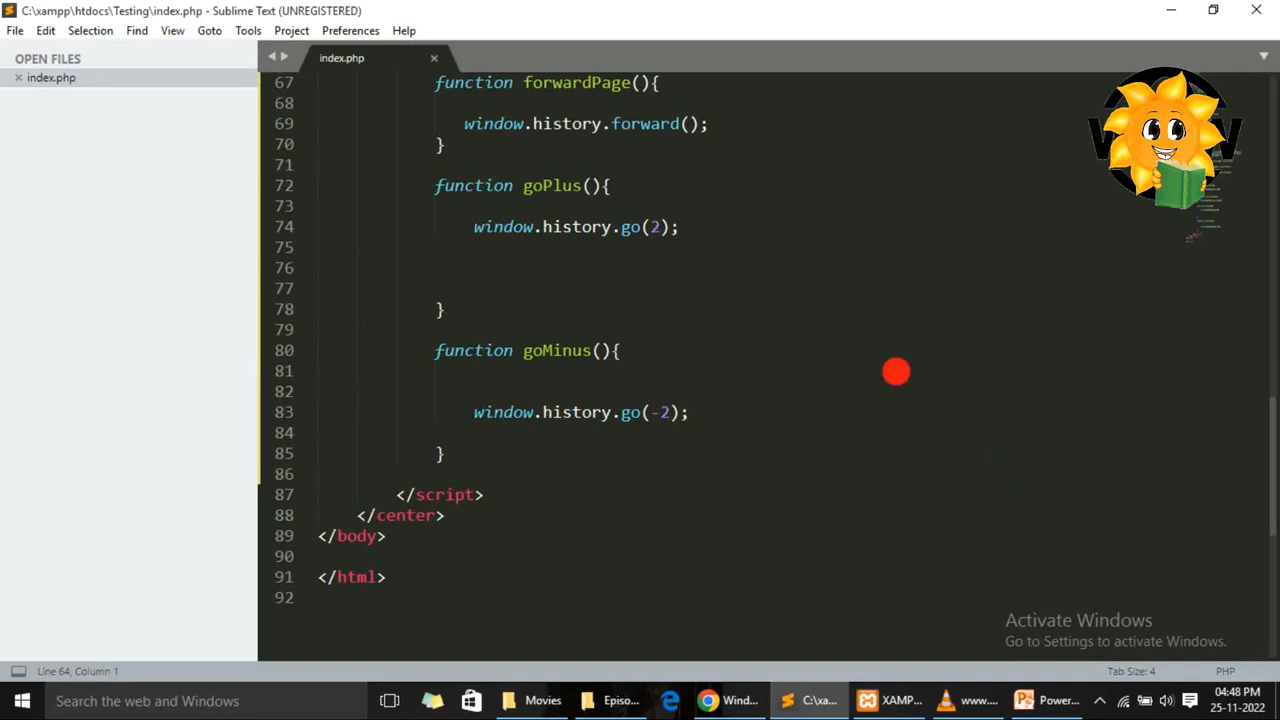 C:\xampp\htdocs\Testing\index.php - Sublime Text (UNREGISTERED)
File Edit Selection Find View Goto Tools Project Preferences Help
OPEN FILES
index.php
index.php
67 function forwardPage(){
68
69 window.history.forward();
70 }
71
72 function goPlus(){
73
74 window.history.go(2);
75
76
77
78 }
79
80 function goMinus(){
81
82
83 window.history.go(-2);
84
85 }
86
87 </script>
88 </center>
89 </body>
90
91 </html>
92
Activate Windows
Go to Settings to activate Windows.
Line 64, Column 1
Tab Size: 4
PHP
Search the web and Windows
Movies
Episo...
Wind...
C:\xa...
XAMP...
www....
Power...
04:48 PM
25-11-2022